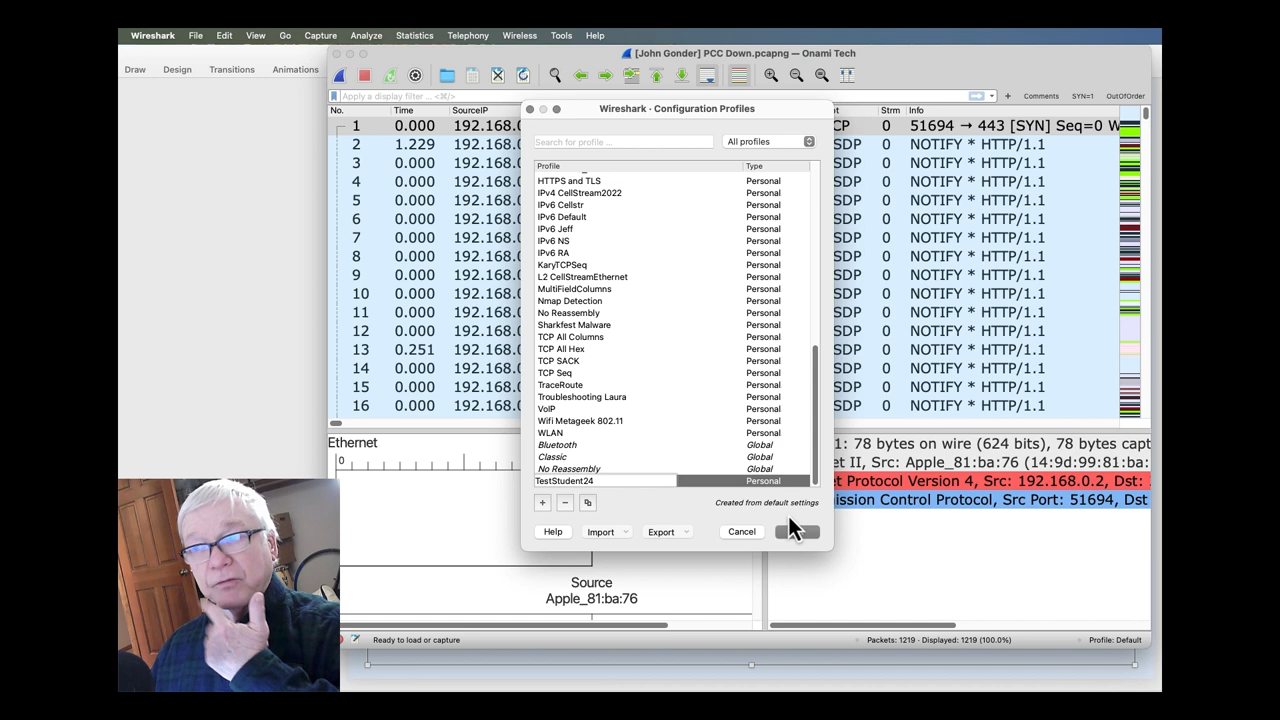 Wireshark File Edit View Go Capture Analyze Statistics Telephony Wireless Tools Help
Draw Design Transitions Animations
[John Gonder] PCC Down.pcapng — Onami Tech
Apply a display filter ... <⌘/> + Comments SYN=1 OutOfOrder
No. Time SourceIP Strm Info
1 0.000 192.168.0 CP 0 51694 → 443 [SYN] Seq=0 W
2 1.229 192.168. SDP 0 NOTIFY * HTTP/1.1
3 0.000 192.168. SDP 0 NOTIFY * HTTP/1.1
4 0.000 192.168. SDP 0 NOTIFY * HTTP/1.1
5 0.000 192.168. SDP 0 NOTIFY * HTTP/1.1
6 0.000 192.168. SDP 0 NOTIFY * HTTP/1.1
7 0.000 192.168. SDP 0 NOTIFY * HTTP/1.1
8 0.000 192.168. SDP 0 NOTIFY * HTTP/1.1
9 0.000 192.168. SDP 0 NOTIFY * HTTP/1.1
10 0.000 192.168. SDP 0 NOTIFY * HTTP/1.1
11 0.000 192.168. SDP 0 NOTIFY * HTTP/1.1
12 0.000 192.168. SDP 0 NOTIFY * HTTP/1.1
13 0.251 192.168. SDP 0 NOTIFY * HTTP/1.1
14 0.000 192.168. SDP 0 NOTIFY * HTTP/1.1
15 0.000 192.168. SDP 0 NOTIFY * HTTP/1.1
16 0.000 192.168. SDP 0 NOTIFY * HTTP/1.1
Wireshark · Configuration Profiles
Search for profile ... All profiles
Profile Type
HTTPS and TLS Personal
IPv4 CellStream2022 Personal
IPv6 Cellstr Personal
IPv6 Default Personal
IPv6 Jeff Personal
IPv6 NS Personal
IPv6 RA Personal
KaryTCPSeq Personal
L2 CellStreamEthernet Personal
MultiFieldColumns Personal
Nmap Detection Personal
No Reassembly Personal
Sharkfest Malware Personal
TCP All Columns Personal
TCP All Hex Personal
TCP SACK Personal
TCP Seq Personal
TraceRoute Personal
Troubleshooting Laura Personal
VoIP Personal
Wifi Metageek 802.11 Personal
WLAN Personal
Bluetooth Global
Classic Global
No Reassembly Global
TestStudent24 Personal
Created from default settings
Help Import Export Cancel
Ethernet
0
Source
Apple_81:ba:76
1: 78 bytes on wire (624 bits), 78 bytes capt
et II, Src: Apple_81:ba:76 (14:9d:99:81:ba:
et Protocol Version 4, Src: 192.168.0.2, Dst:
ission Control Protocol, Src Port: 51694, Dst
Ready to load or capture Packets: 1219 · Displayed: 1219 (100.0%) Profile: Default